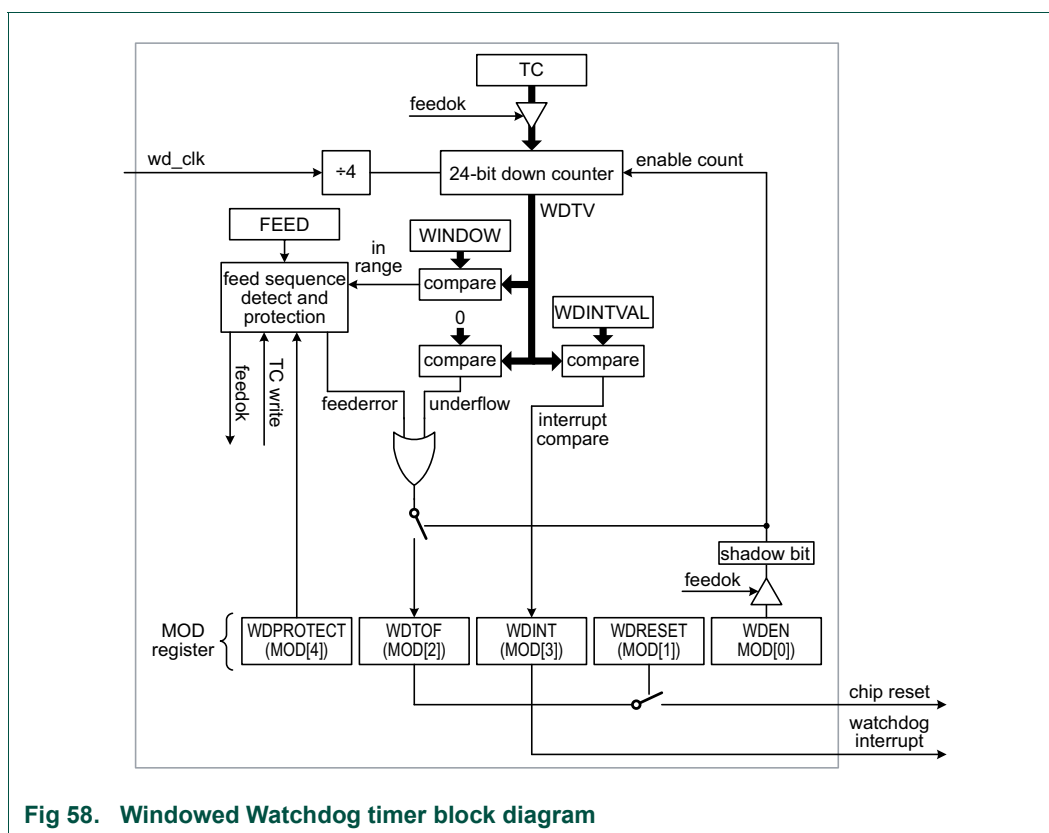 TC
feedok
wd_clk
÷4
24-bit down counter
enable count
WDTV
FEED
WINDOW
in
range
feed sequence
detect and
protection
compare
WDINTVAL
0
compare
compare
feedok
TC write
feederror
underflow
interrupt
compare
shadow bit
feedok
MOD
register
WDPROTECT
(MOD[4])
WDTOF
(MOD[2])
WDINT
(MOD[3])
WDRESET
(MOD[1])
WDEN
MOD[0])
chip reset
watchdog
interrupt
Fig 58. Windowed Watchdog timer block diagram